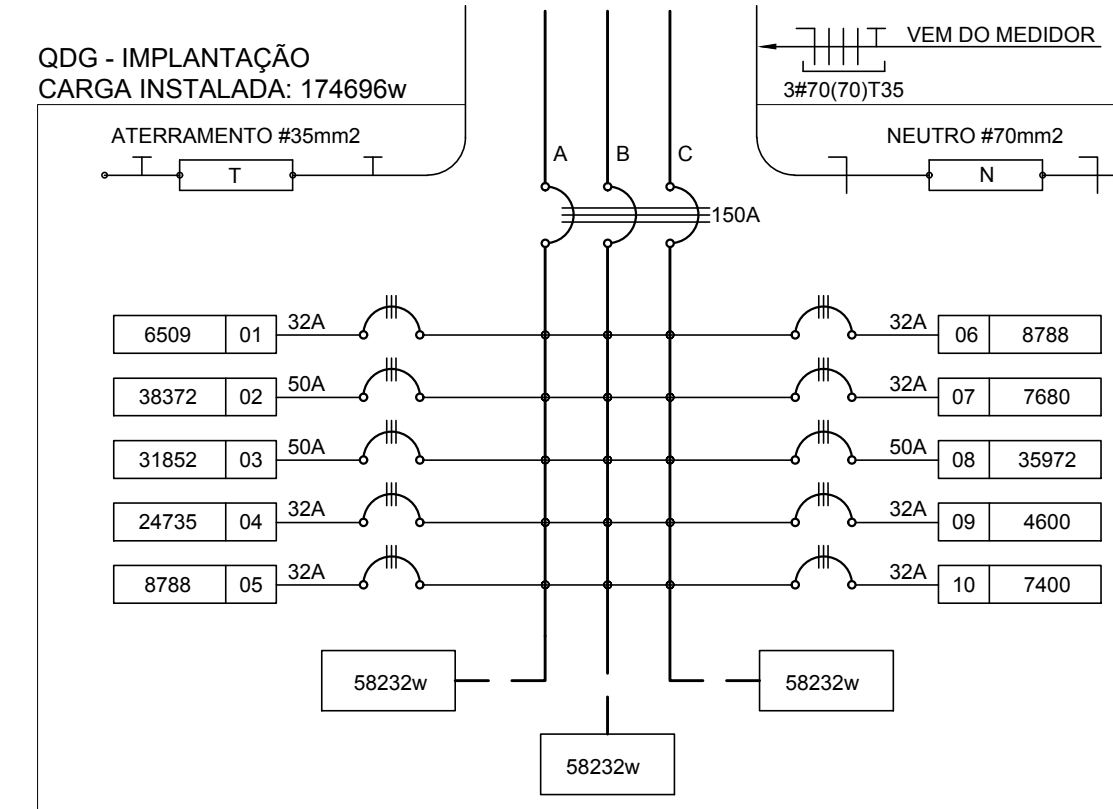 QDG - IMPLANTAÇÃO
CARGA INSTALADA: 174696w
VEM DO MEDIDOR
3#70(70)T35
ATERRAMENTO #35mm2
T
NEUTRO #70mm2
N
A B C
150A
6509 01 32A
32A 06 8788
38372 02 50A
32A 07 7680
31852 03 50A
50A 08 35972
24735 04 32A
32A 09 4600
8788 05 32A
32A 10 7400
58232w
58232w
58232w